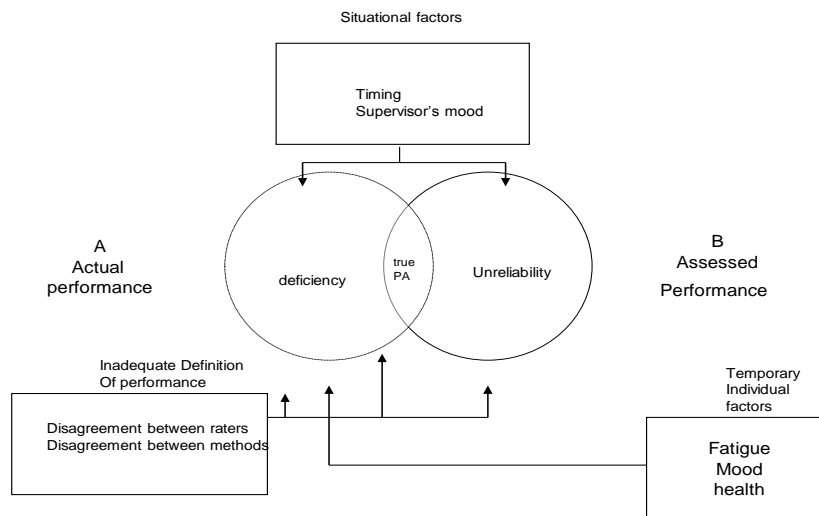 Situational factors
Timing
Supervisor's mood
A
Actual
performance
deficiency
true
PA
Unreliability
B
Assessed
Performance
Inadequate Definition
Of performance
Disagreement between raters
Disagreement between methods
Temporary
Individual
factors
Fatigue
Mood
health